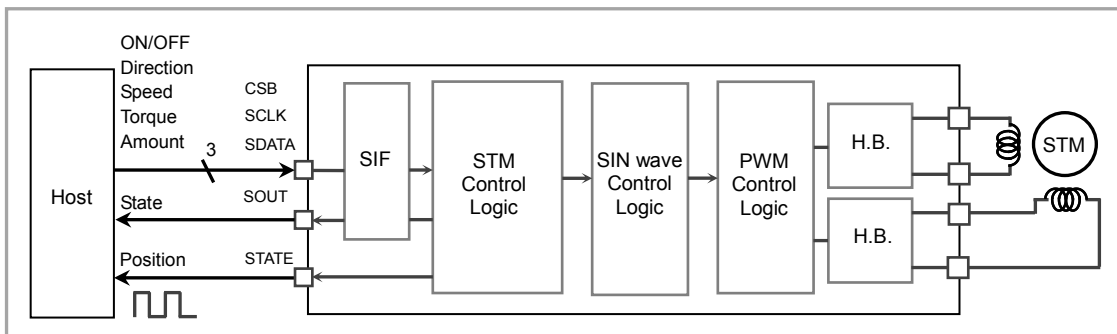 ON/OFF
Direction
Speed
Torque
Amount
CSB
SCLK
SDATA
3
Host
State
SOUT
Position
STATE
SIF
STM
Control
Logic
SIN wave
Control
Logic
PWM
Control
Logic
H.B.
H.B.
STM